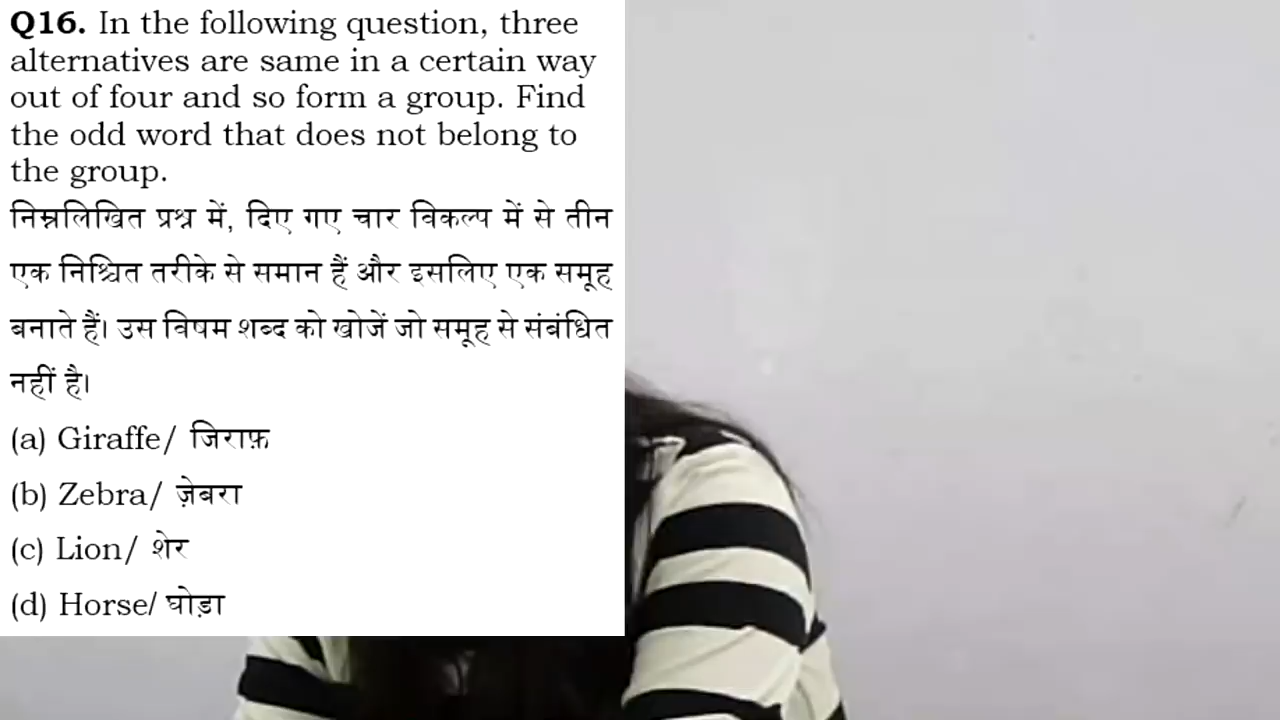 Q16. In the following question, three
alternatives are same in a certain way
out of four and so form a group. Find
the odd word that does not belong to
the group.
निम्नलिखित प्रश्न में, दिए गए चार विकल्प में से तीन
एक निश्चित तरीके से समान हैं और इसलिए एक समूह
बनाते हैं। उस विषम शब्द को खोजें जो समूह से संबंधित
नहीं है।
(a) Giraffe/ जिराफ़
(b) Zebra/ ज़ेबरा
(c) Lion/ शेर
(d) Horse/ घोड़ा